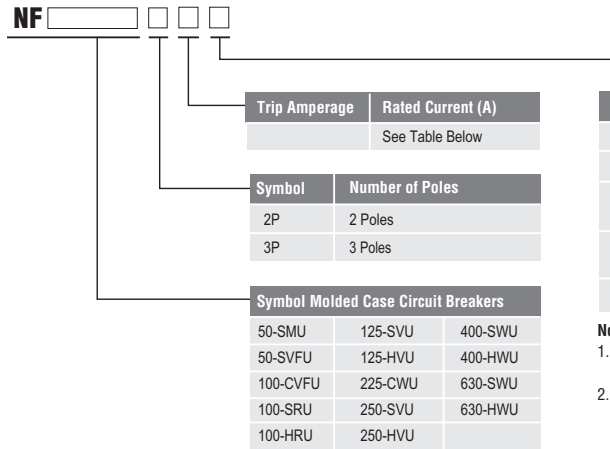 NF
Trip Amperage Rated Current (A)
See Table Below
Symbol Number of Poles
2P 2 Poles
3P 3 Poles
Symbol Molded Case Circuit Breakers
50-SMU 125-SVU 400-SWU
50-SVFU 125-HVU 400-HWU
100-CVFU 225-CWU 630-SWU
100-SRU 250-SVU 630-HWU
100-HRU 250-HVU
1.
2.